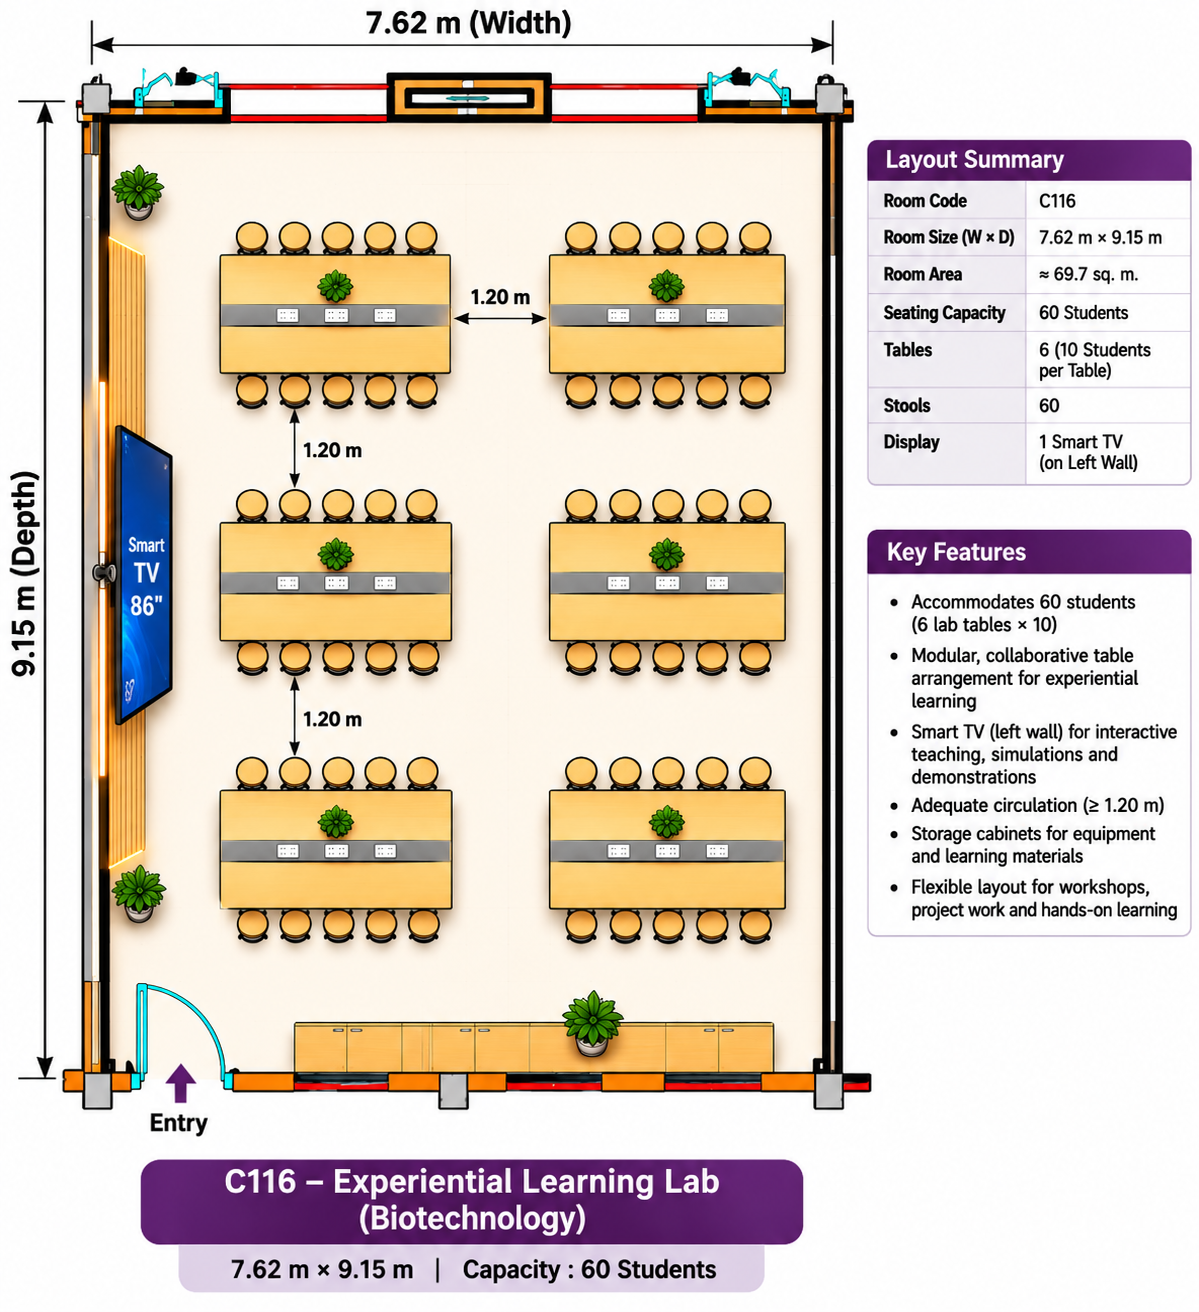 7.62 m (Width)
9.15 m (Depth)
1.20 m
1.20 m
1.20 m
Smart
TV
86"
Entry
Layout Summary
Room Code C116
Room Size (W × D) 7.62 m × 9.15 m
Room Area ≈ 69.7 sq. m.
Seating Capacity 60 Students
Tables 6 (10 Students
per Table)
Stools 60
Display 1 Smart TV
(on Left Wall)
Key Features
• Accommodates 60 students
(6 lab tables × 10)
• Modular, collaborative table
arrangement for experiential
learning
• Smart TV (left wall) for interactive
teaching, simulations and
demonstrations
• Adequate circulation (≥ 1.20 m)
• Storage cabinets for equipment
and learning materials
• Flexible layout for workshops,
project work and hands-on learning
C116 – Experiential Learning Lab
(Biotechnology)
7.62 m × 9.15 m | Capacity : 60 Students